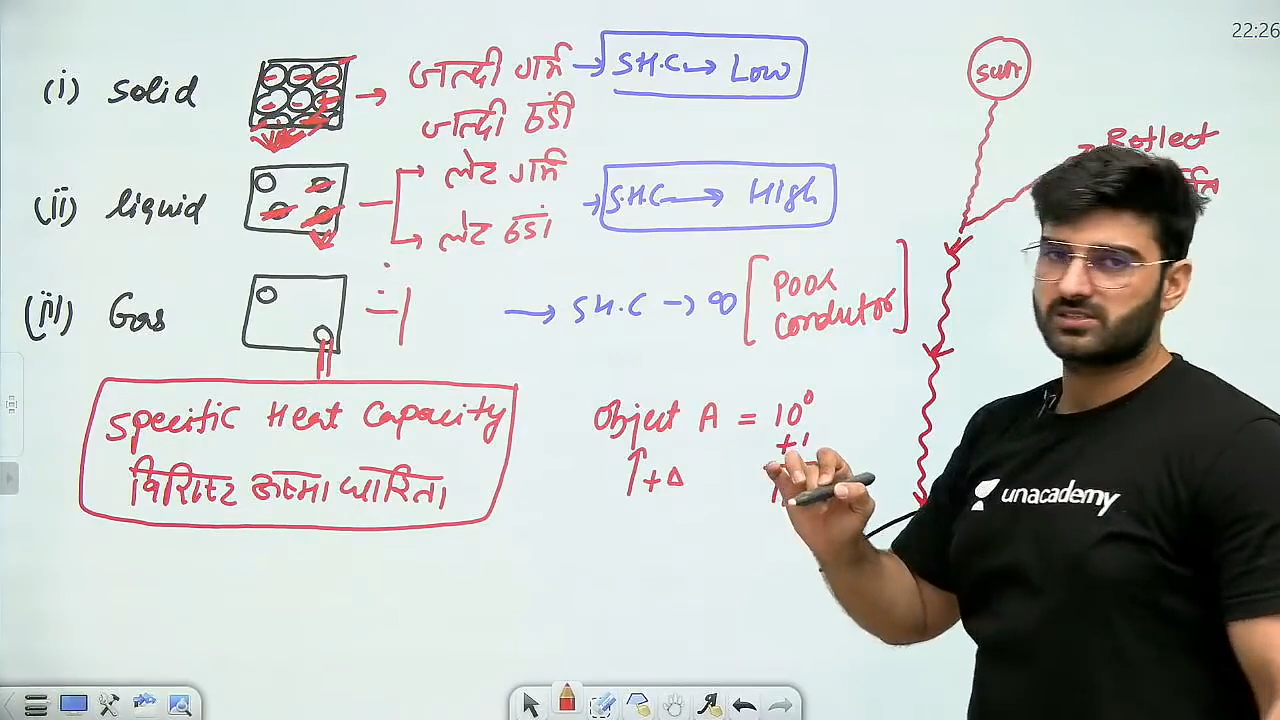 22:26
(i) Solid → जल्दी गर्म → S.H.C → Low
जल्दी ठंडी
(ii) liquid → लेट गर्म
→ लेट ठंडा → S.H.C → High
(iii) Gas → S.H.C → ∞ [Poor conductor]
sun
Reflect
Specific Heat Capacity
विशिष्ट ऊष्मा धारिता
Object A = 10°
+1
↑ + Δ
unacademy